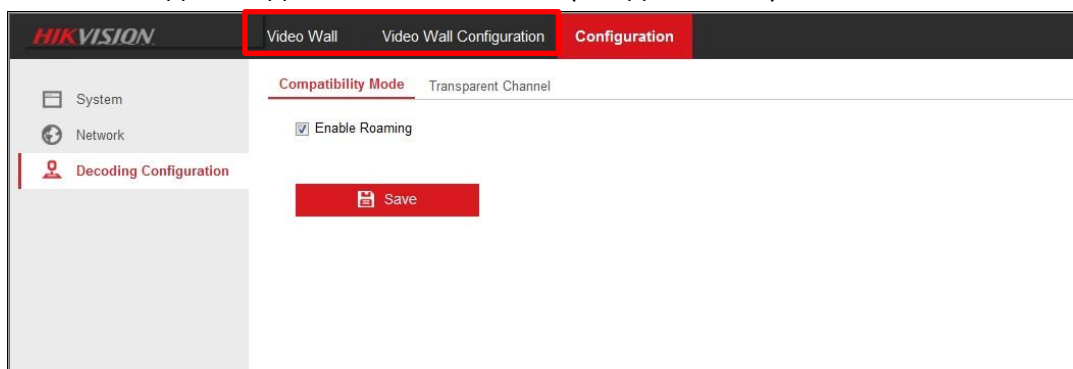 HIKVISION
Video Wall Video Wall Configuration Configuration
System
Network
Decoding Configuration
Compatibility Mode Transparent Channel
Enable Roaming
Save